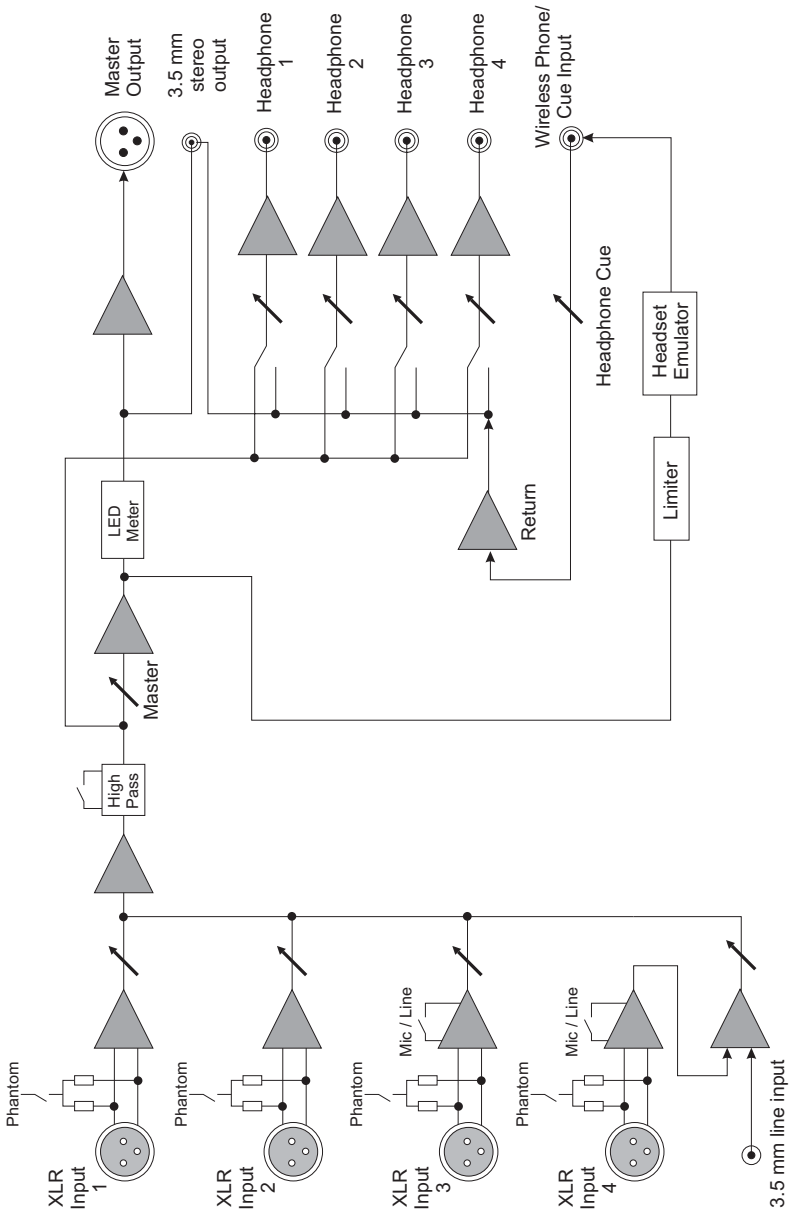 Phantom
XLR
Input
1
Phantom
XLR
Input
2
Phantom
Mic / Line
XLR
Input
3
Phantom
Mic / Line
XLR
Input
4
3.5 mm line input
High
Pass
Master
LED
Meter
Master
Output
3.5 mm
stereo
output
Headphone
1
Headphone
2
Headphone
3
Headphone
4
Return
Wireless Phone/
Cue Input
Headphone Cue
Limiter
Headset
Emulator